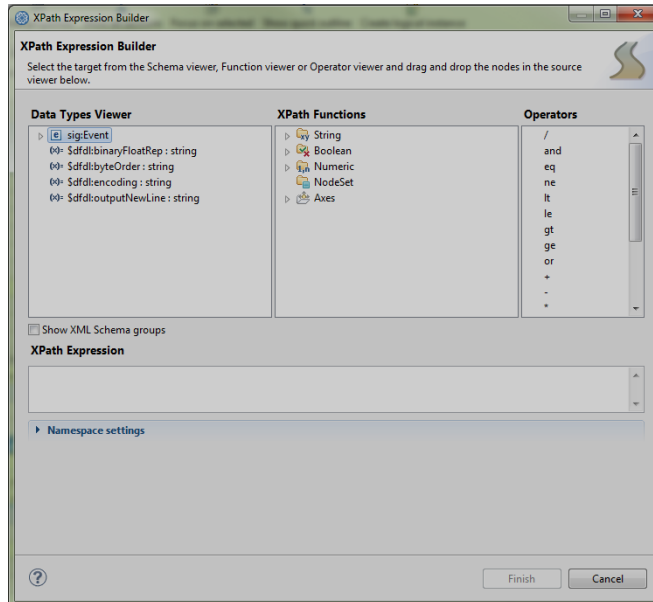 XPath Expression Builder
XPath Expression Builder
Select the target from the Schema viewer, Function viewer or Operator viewer and drag and drop the nodes in the source
viewer below.
Data Types Viewer
e sig:Event
(x)= $dfdl:binaryFloatRep : string
(x)= $dfdl:byteOrder : string
(x)= $dfdl:encoding : string
(x)= $dfdl:outputNewLine : string
XPath Functions
xy String
Boolean
1,n Numeric
NodeSet
Axes
Operators
/
and
eq
ne
lt
le
gt
ge
or
+
-
*
Show XML Schema groups
XPath Expression
Namespace settings
?
Finish
Cancel